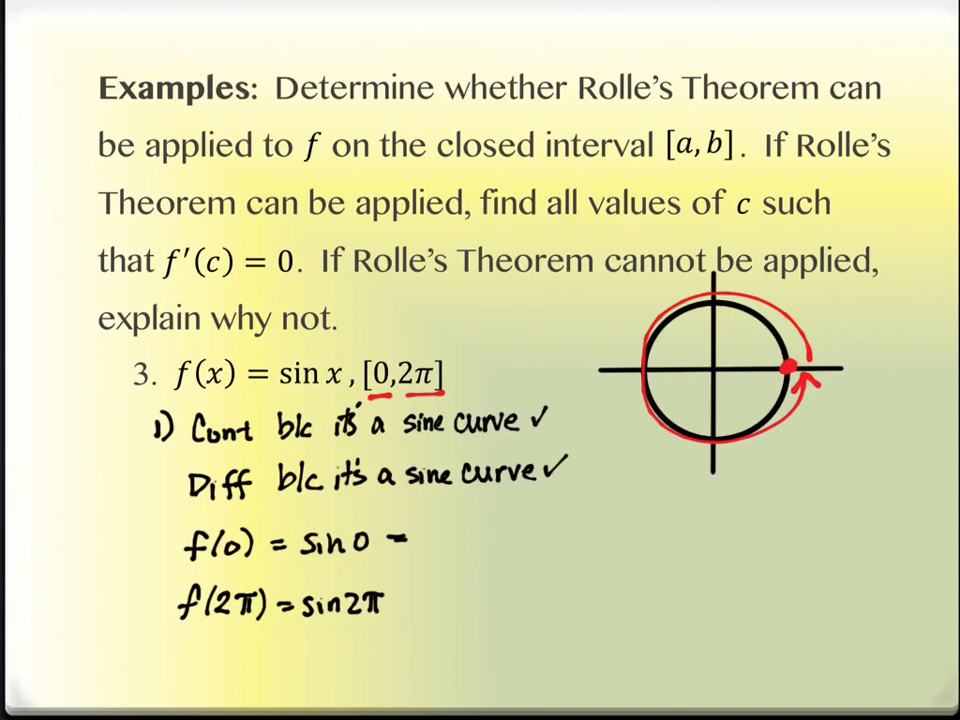 Examples: Determine whether Rolle's Theorem can
be applied to f on the closed interval [a, b]. If Rolle's
Theorem can be applied, find all values of c such
that f′(c) = 0. If Rolle's Theorem cannot be applied,
explain why not.
3. f(x) = sin x , [0,2π]
1) Cont b/c it's a sine curve ✓
Diff b/c it's a sine curve ✓
f(0) = sin 0 =
f(2π) = sin 2π